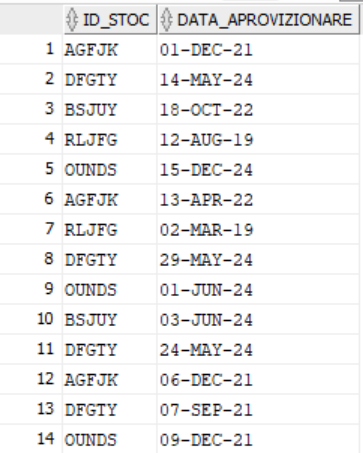 ID_STOC DATA_APROVIZIONARE
1 AGFJK 01-DEC-21
2 DFGTY 14-MAY-24
3 BSJUY 18-OCT-22
4 RLJFG 12-AUG-19
5 OUNDS 15-DEC-24
6 AGFJK 13-APR-22
7 RLJFG 02-MAR-19
8 DFGTY 29-MAY-24
9 OUNDS 01-JUN-24
10 BSJUY 03-JUN-24
11 DFGTY 24-MAY-24
12 AGFJK 06-DEC-21
13 DFGTY 07-SEP-21
14 OUNDS 09-DEC-21